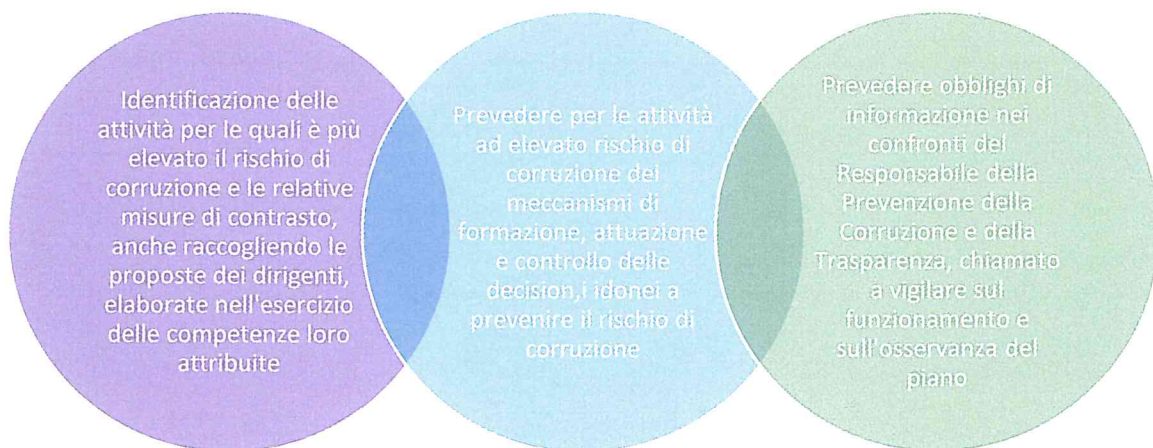 Identificazione delle
attività per le quali è più
elevato il rischio di
corruzione e le relative
misure di contrasto,
anche raccogliendo le
proposte dei dirigenti,
elaborate nell'esercizio
delle competenze loro
attribuite
Prevedere per le attività
ad elevato rischio di
corruzione dei
meccanismi di
formazione, attuazione
e controllo delle
decision,i idonei a
prevenire il rischio di
corruzione
Prevedere obblighi di
informazione nei
confronti del
Responsabile della
Prevenzione della
Corruzione e della
Trasparenza, chiamato
a vigilare sul
funzionamento e
sull'osservanza del
piano